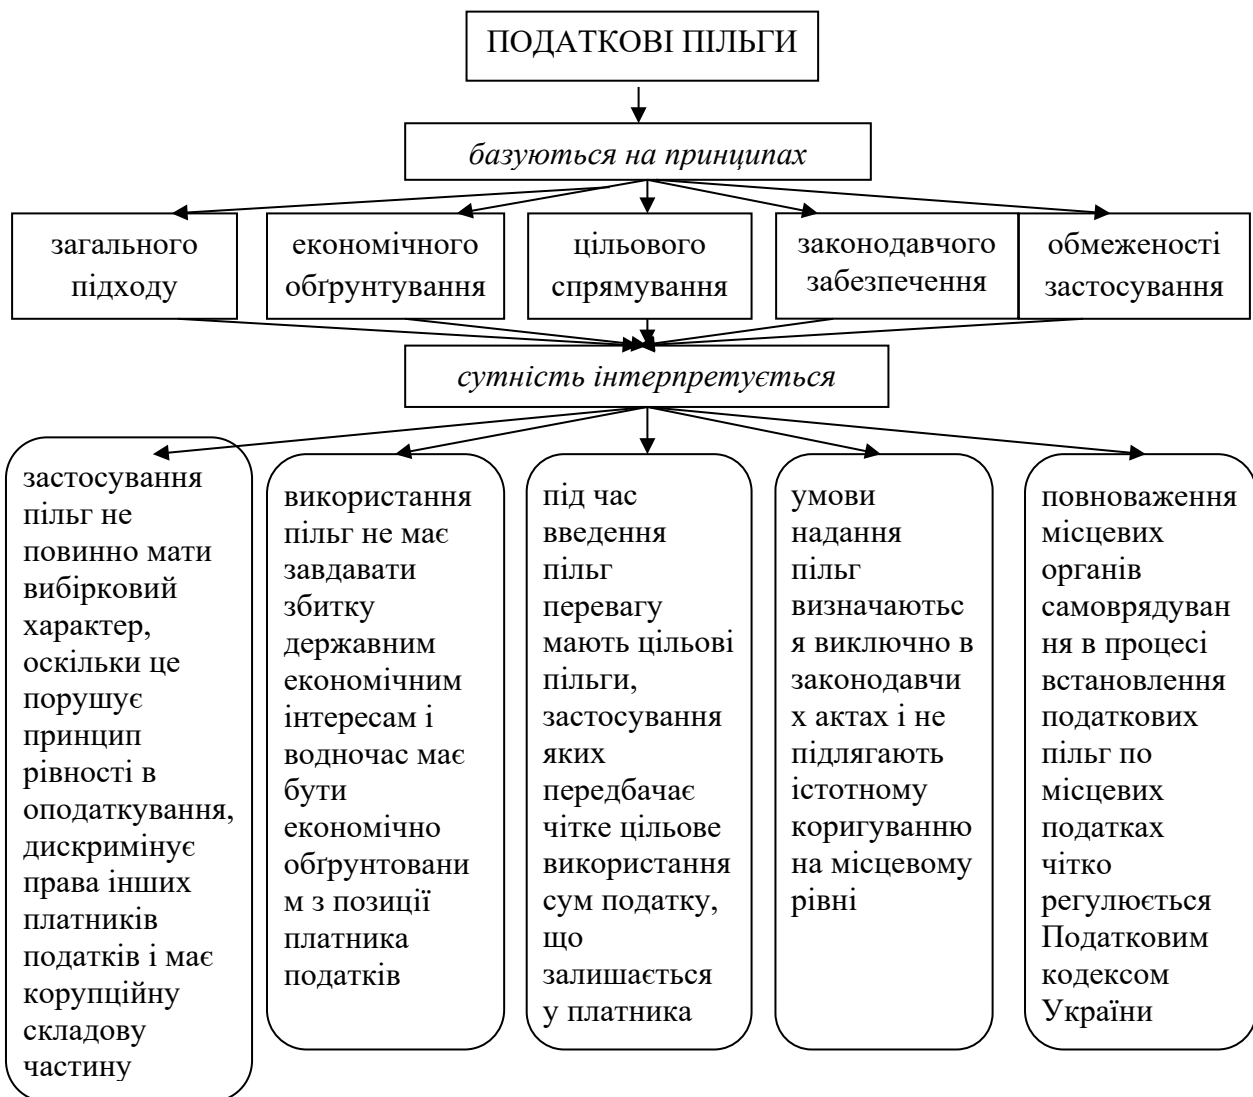 ПОДАТКОВІ ПІЛЬГИ
базуються на принципах
загального
підходу
економічного
обґрунтування
цільового
спрямування
законодавчого
забезпечення
обмеженості
застосування
сутність інтерпретується
застосування
пільг не
повинно мати
вибірковий
характер,
оскільки це
порушує
принцип
рівності в
оподаткування,
дискримінує
права інших
платників
податків і має
корупційну
складову
частину
використання
пільг не має
завдавати
збитку
державним
економічним
інтересам і
водночас має
бути
економічно
обґрунтовани
м з позиції
платника
податків
під час
введення
пільг
перевагу
мають цільові
пільги,
застосування
яких
передбачає
чітке цільове
використання
сум податку,
що
залишається
у платника
умови
надання
пільг
визначаютьс
я виключно в
законодавчи
х актах і не
підлягають
істотному
коригуванню
на місцевому
рівні
повноваження
місцевих
органів
самоврядуван
ня в процесі
встановлення
податкових
пільг по
місцевих
податках
чітко
регулюється
Податковим
кодексом
України